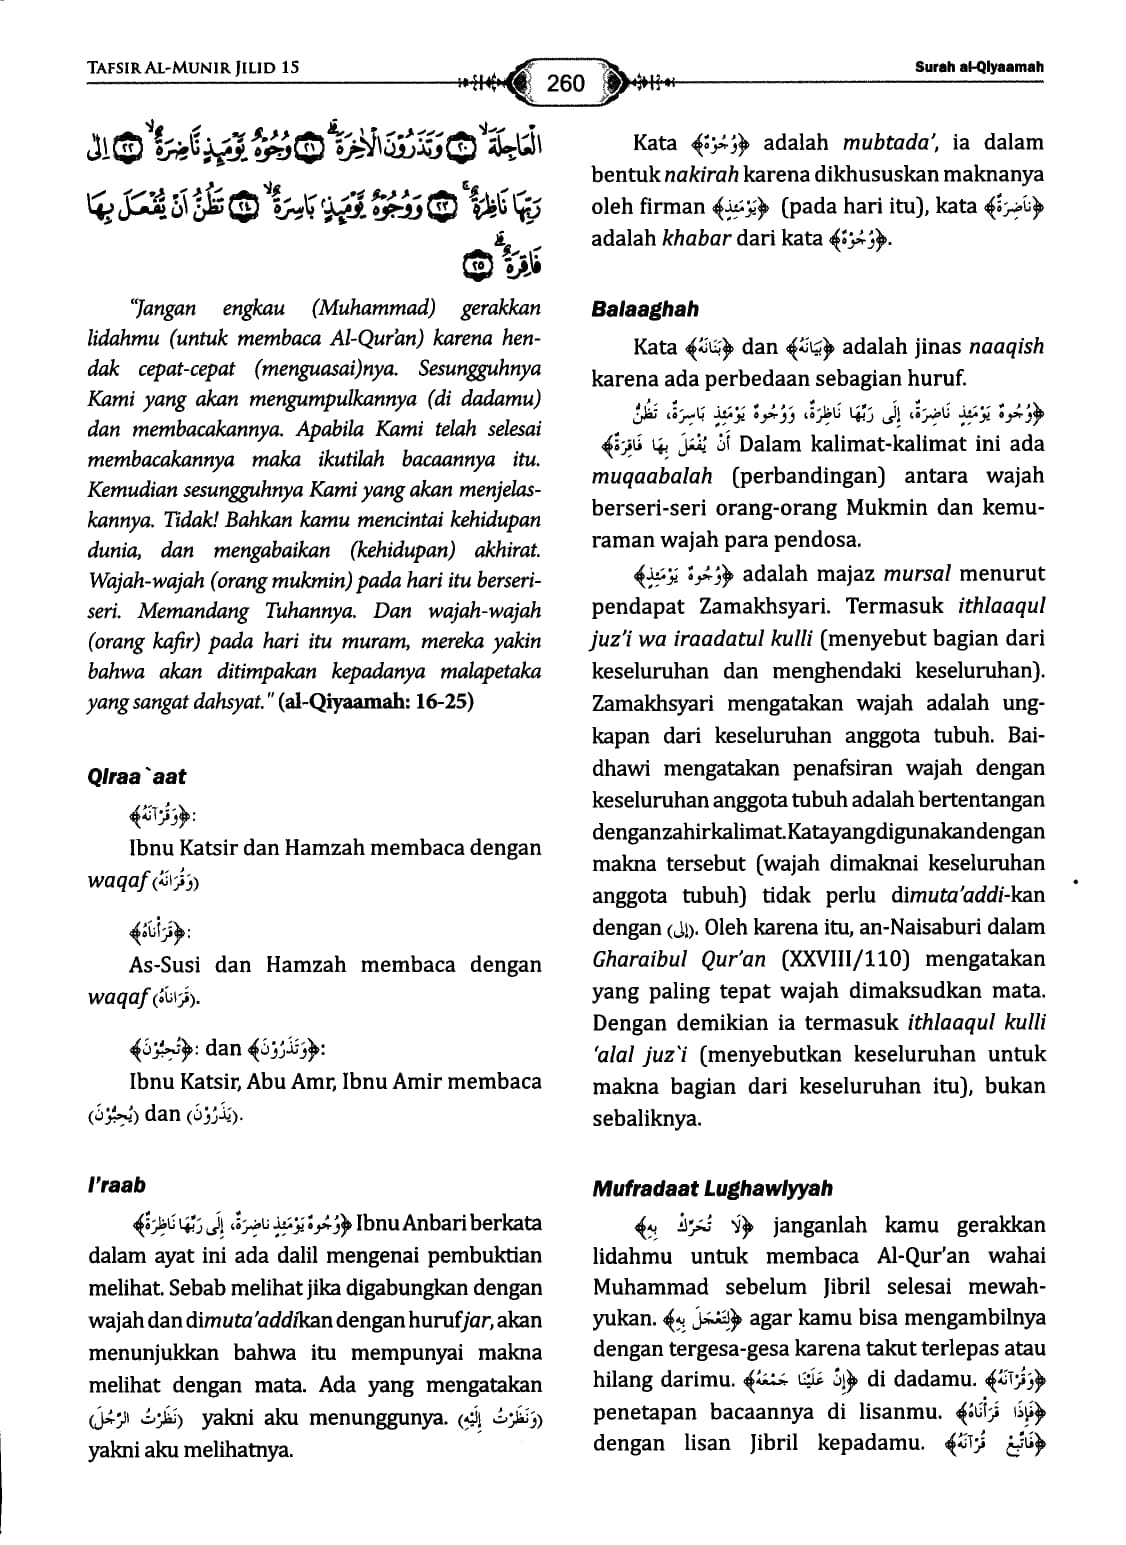 TAFSIR AL-MUNIR JILID 15
260
Surah al-Qiyaamah
الْعَاجِلَةَۙ ﴿٢٠﴾ وَتَذَرُوْنَ الْاٰخِرَةَۗ ﴿٢١﴾ وُجُوْهٌ يَّوْمَىِٕذٍ نَّاضِرَةٌۙ ﴿٢٢﴾ اِلٰى
رَبِّهَا نَاظِرَةٌۚ ﴿٢٣﴾ وَوُجُوْهٌ يَّوْمَىِٕذٍۢ بَاسِرَةٌۙ ﴿٢٤﴾ تَظُنُّ اَنْ يُّفْعَلَ بِهَا
فَاقِرَةٌۗ ﴿٢٥﴾
“Jangan engkau (Muhammad) gerakkan
lidahmu (untuk membaca Al-Qur’an) karena hen-
dak cepat-cepat (menguasai)nya. Sesungguhnya
Kami yang akan mengumpulkannya (di dadamu)
dan membacakannya. Apabila Kami telah selesai
membacakannya maka ikutilah bacaannya itu.
Kemudian sesungguhnya Kami yang akan menjelas-
kannya. Tidak! Bahkan kamu mencintai kehidupan
dunia, dan mengabaikan (kehidupan) akhirat.
Wajah-wajah (orang mukmin) pada hari itu berseri-
seri. Memandang Tuhannya. Dan wajah-wajah
(orang kafir) pada hari itu muram, mereka yakin
bahwa akan ditimpakan kepadanya malapetaka
yang sangat dahsyat.” (al-Qiyaamah: 16-25)
Qiraa`aat
﴿وَقُرْآنَهُ﴾:
Ibnu Katsir dan Hamzah membaca dengan
waqaf (وَقُرَانَهُ)
﴿قَرَأْنَاهُ﴾:
As-Susi dan Hamzah membaca dengan
waqaf (قَرَانَاهُ).
﴿تُحِبُّوْنَ﴾: dan ﴿وَتَذَرُوْنَ﴾:
Ibnu Katsir, Abu Amr, Ibnu Amir membaca
(يُحِبُّوْنَ) dan (يَذَرُوْنَ).
I’raab
﴿وُجُوهٌ يَوْمَئِذٍ نَاضِرَةٌ، إِلَى رَبِّهَا نَاظِرَةٌ﴾ Ibnu Anbari berkata
dalam ayat ini ada dalil mengenai pembuktian
melihat. Sebab melihat jika digabungkan dengan
wajah dan dimuta’addikan dengan huruf jar, akan
menunjukkan bahwa itu mempunyai makna
melihat dengan mata. Ada yang mengatakan
(نَظَرْتُ الرَّجُلَ) yakni aku menunggunya. (وَنَظَرْتُ إِلَيْهِ)
yakni aku melihatnya.
Kata ﴿وُجُوْهٌ﴾ adalah mubtada’, ia dalam
bentuk nakirah karena dikhususkan maknanya
oleh firman ﴿يَوْمَئِذٍ﴾ (pada hari itu), kata ﴿نَاضِرَةٌ﴾
adalah khabar dari kata ﴿وُجُوْهٌ﴾.
Balaaghah
Kata ﴿بَنَانَهُ﴾ dan ﴿بَيَانَهُ﴾ adalah jinas naaqish
karena ada perbedaan sebagian huruf.
﴿وُجُوهٌ يَوْمَئِذٍ نَاضِرَةٌ، إِلَى رَبِّهَا نَاظِرَةٌ، وَوُجُوهٌ يَوْمَئِذٍ بَاسِرَةٌ، تَظُنُّ
أَنْ يُفْعَلَ بِهَا فَاقِرَةٌ﴾ Dalam kalimat-kalimat ini ada
muqaabalah (perbandingan) antara wajah
berseri-seri orang-orang Mukmin dan kemu-
raman wajah para pendosa.
﴿وُجُوهٌ يَوْمَئِذٍ﴾ adalah majaz mursal menurut
pendapat Zamakhsyari. Termasuk ithlaaqul
juz’i wa iraadatul kulli (menyebut bagian dari
keseluruhan dan menghendaki keseluruhan).
Zamakhsyari mengatakan wajah adalah ung-
kapan dari keseluruhan anggota tubuh. Bai-
dhawi mengatakan penafsiran wajah dengan
keseluruhan anggota tubuh adalah bertentangan
dengan zahir kalimat. Kata yang digunakan dengan
makna tersebut (wajah dimaknai keseluruhan
anggota tubuh) tidak perlu dimuta’addi-kan
dengan (إِلَى). Oleh karena itu, an-Naisaburi dalam
Gharaibul Qur’an (XXVIII/110) mengatakan
yang paling tepat wajah dimaksudkan mata.
Dengan demikian ia termasuk ithlaaqul kulli
‘alal juz`i (menyebutkan keseluruhan untuk
makna bagian dari keseluruhan itu), bukan
sebaliknya.
Mufradaat Lughawiyyah
﴿لَا تُحَرِّكْ بِهِ﴾ janganlah kamu gerakkan
lidahmu untuk membaca Al-Qur’an wahai
Muhammad sebelum Jibril selesai mewah-
yukan. ﴿لِتَعْجَلَ بِهِ﴾ agar kamu bisa mengambilnya
dengan tergesa-gesa karena takut terlepas atau
hilang darimu. ﴿إِنَّ عَلَيْنَا جَمْعَهُ﴾ di dadamu. ﴿وَقُرْآنَهُ﴾
penetapan bacaannya di lisanmu. ﴿فَإِذَا قَرَأْنَاهُ﴾
dengan lisan Jibril kepadamu. ﴿فَاتَّبِعْ قُرْآنَهُ﴾